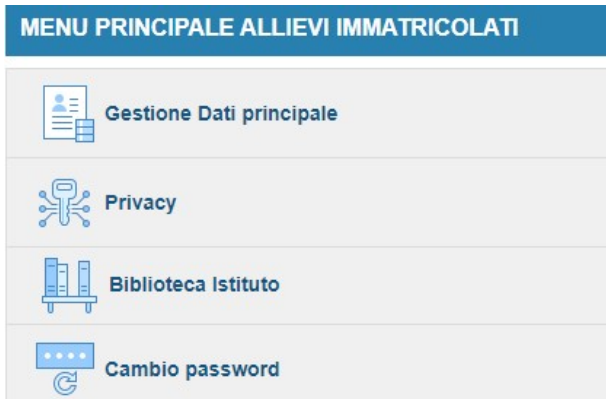 MENU PRINCIPALE ALLIEVI IMMATRICOLATI
Gestione Dati principale
Privacy
Biblioteca Istituto
Cambio password